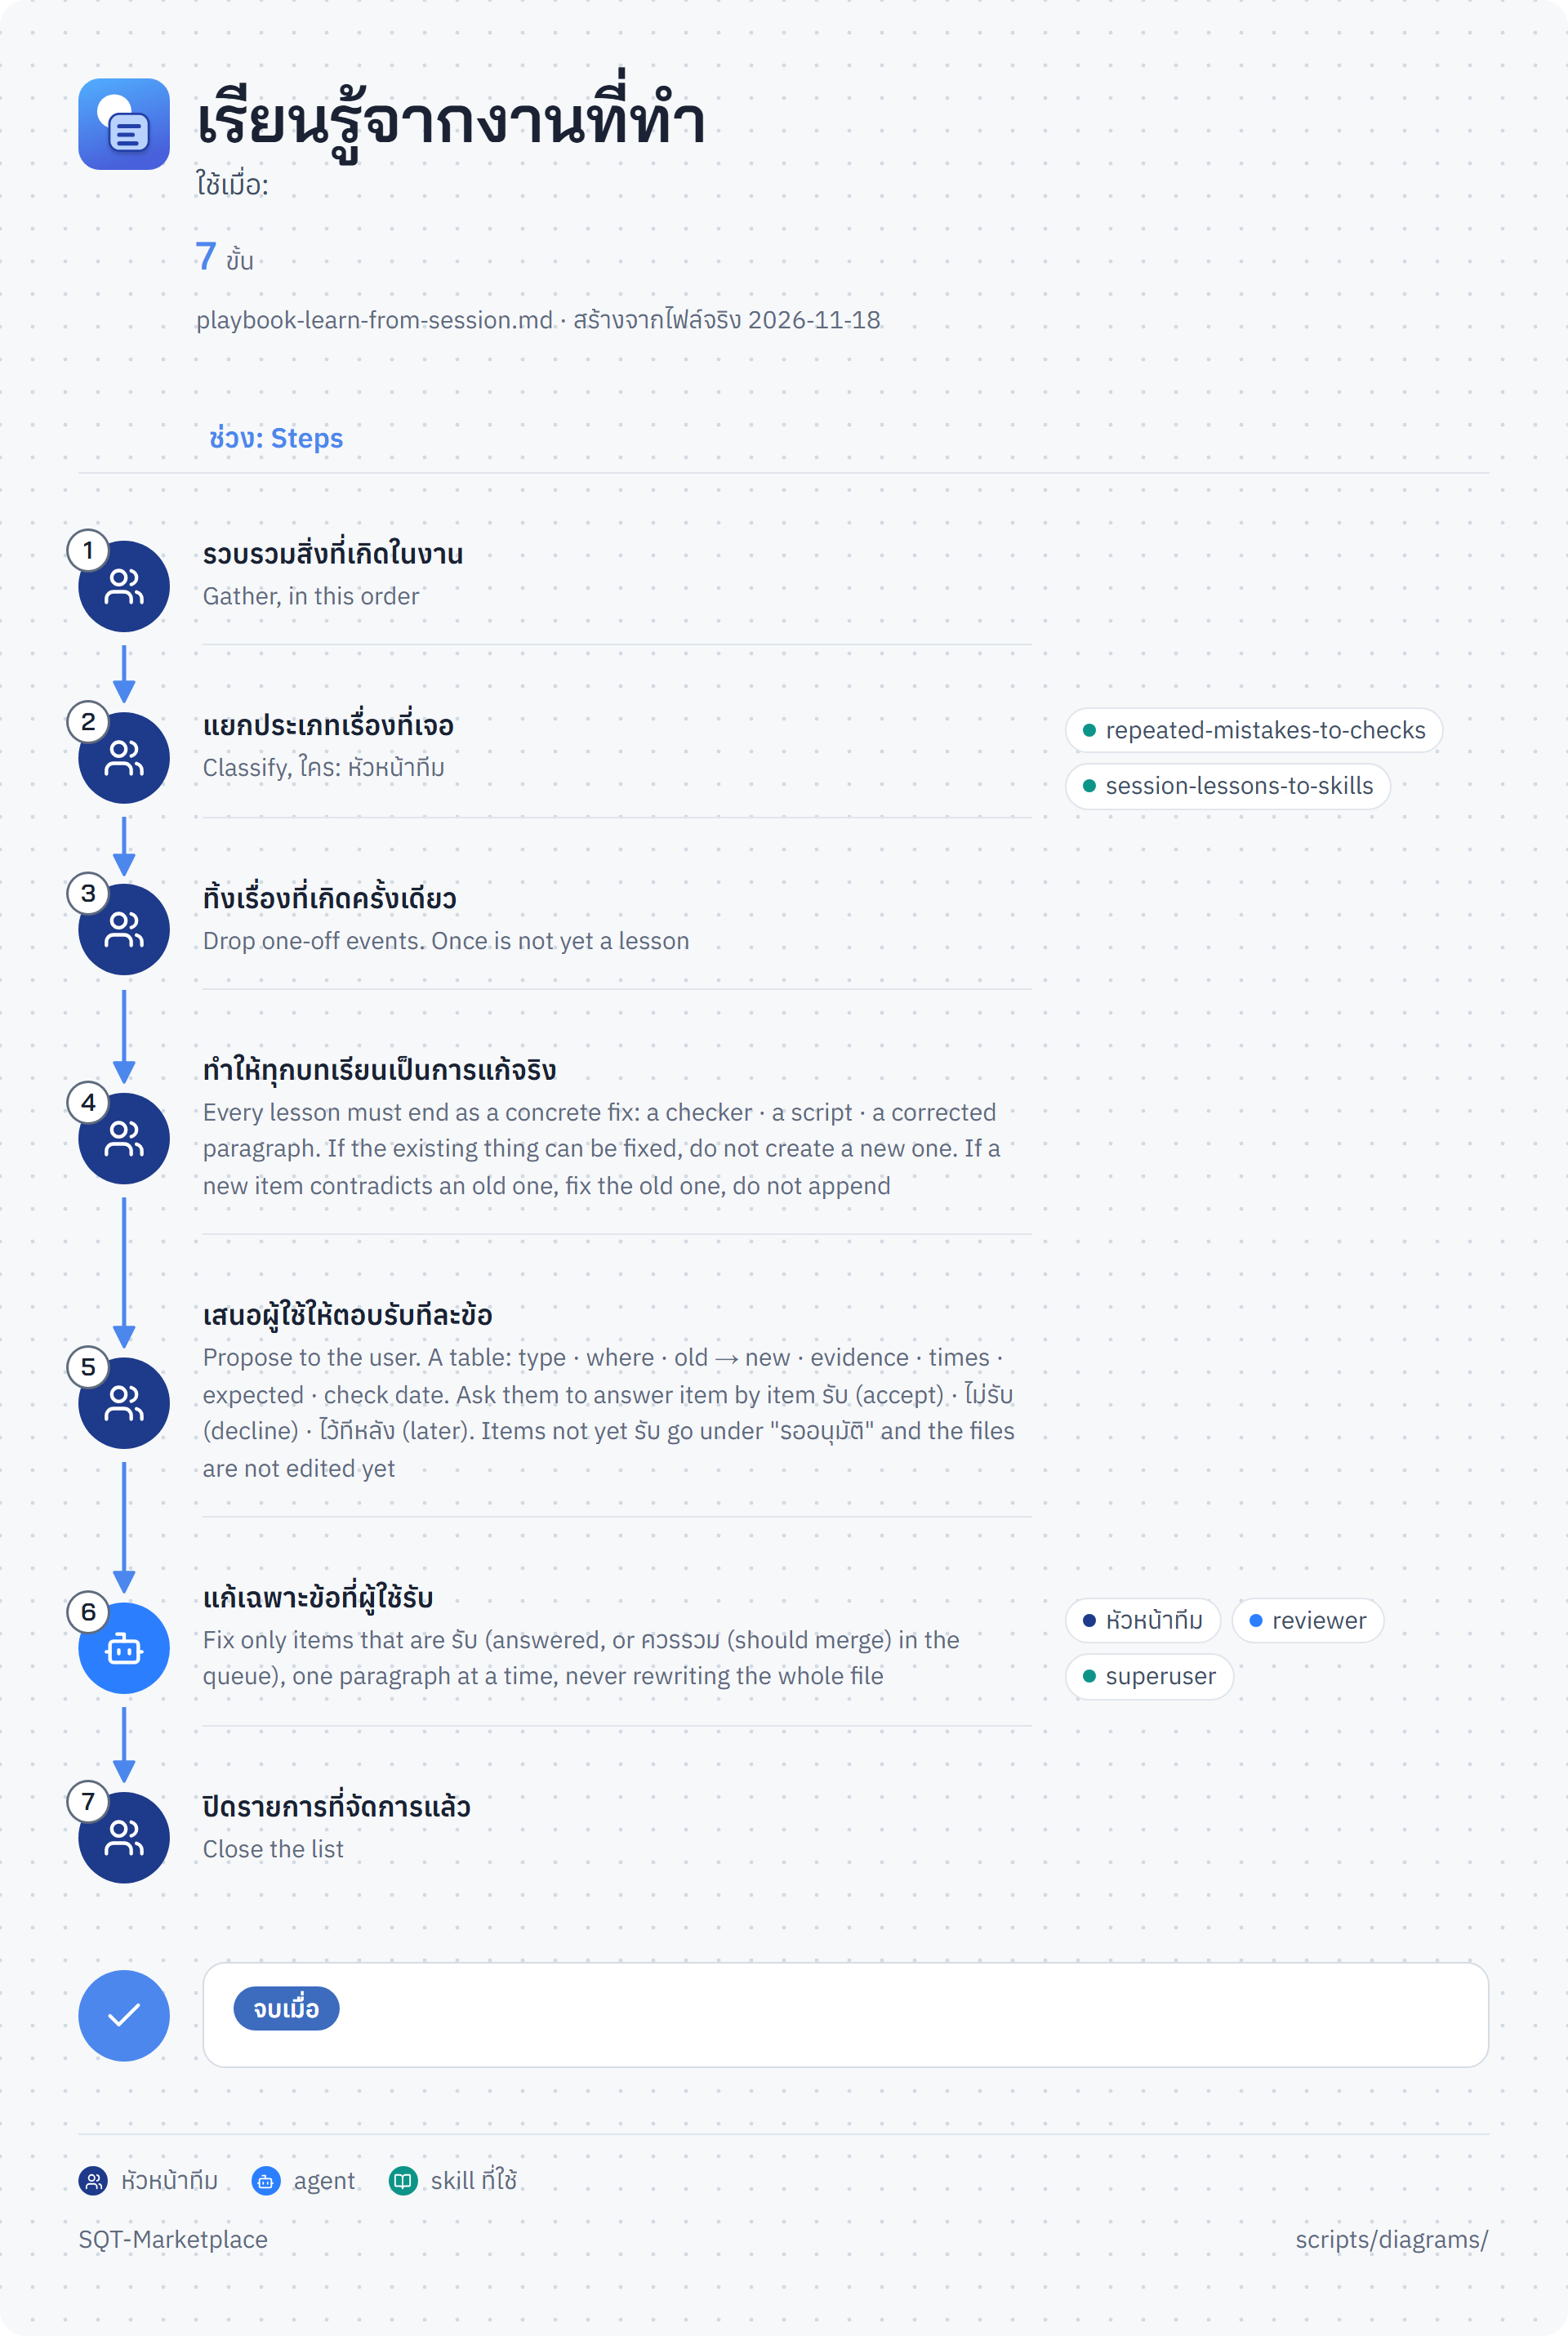 เรียนรู้จากงานที่ทำ
ใช้เมื่อ:
7 ขั้น
playbook-learn-from-session.md · สร้างจากไฟล์จริง 2026-11-18
ช่วง: Steps
1
รวบรวมสิ่งที่เกิดในงาน
Gather, in this order
2
แยกประเภทเรื่องที่เจอ
Classify, ใคร: หัวหน้าทีม
repeated-mistakes-to-checks
session-lessons-to-skills
3
ทิ้งเรื่องที่เกิดครั้งเดียว
Drop one-off events. Once is not yet a lesson
4
ทำให้ทุกบทเรียนเป็นการแก้จริง
Every lesson must end as a concrete fix: a checker · a script · a corrected
paragraph. If the existing thing can be fixed, do not create a new one. If a
new item contradicts an old one, fix the old one, do not append
5
เสนอผู้ใช้ให้ตอบรับทีละข้อ
Propose to the user. A table: type · where · old → new · evidence · times ·
expected · check date. Ask them to answer item by item รับ (accept) · ไม่รับ
(decline) · ไว้ทีหลัง (later). Items not yet รับ go under "รออนุมัติ" and the files
are not edited yet
6
แก้เฉพาะข้อที่ผู้ใช้รับ
Fix only items that are รับ (answered, or ควรรวม (should merge) in the
queue), one paragraph at a time, never rewriting the whole file
หัวหน้าทีม
reviewer
superuser
7
ปิดรายการที่จัดการแล้ว
Close the list
จบเมื่อ
หัวหน้าทีม
agent
skill ที่ใช้
SQT-Marketplace
scripts/diagrams/